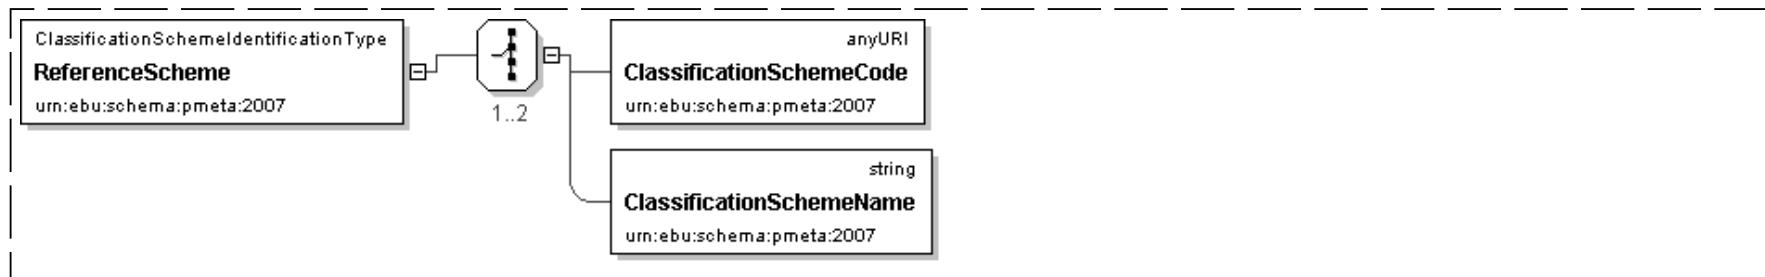 ClassificationSchemeIdentificationType
ReferenceScheme
urn:ebu:schema:pmeta:2007
1..2
anyURI
ClassificationSchemeCode
urn:ebu:schema:pmeta:2007
string
ClassificationSchemeName
urn:ebu:schema:pmeta:2007